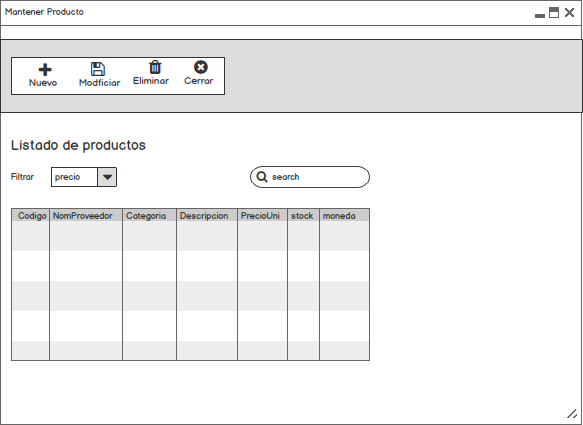 Mantener Producto
Nuevo Modficiar Eliminar Cerrar
Listado de productos
Filtrar precio search
Codigo NomProveedor Categoria Descripcion PrecioUni stock moneda